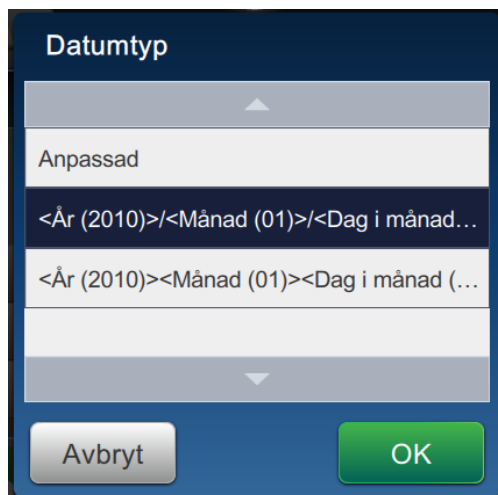 Datumtyp
Anpassad
<År (2010)>/<Månad (01)>/<Dag i månad...
<År (2010)><Månad (01)><Dag i månad (...
Avbryt
OK